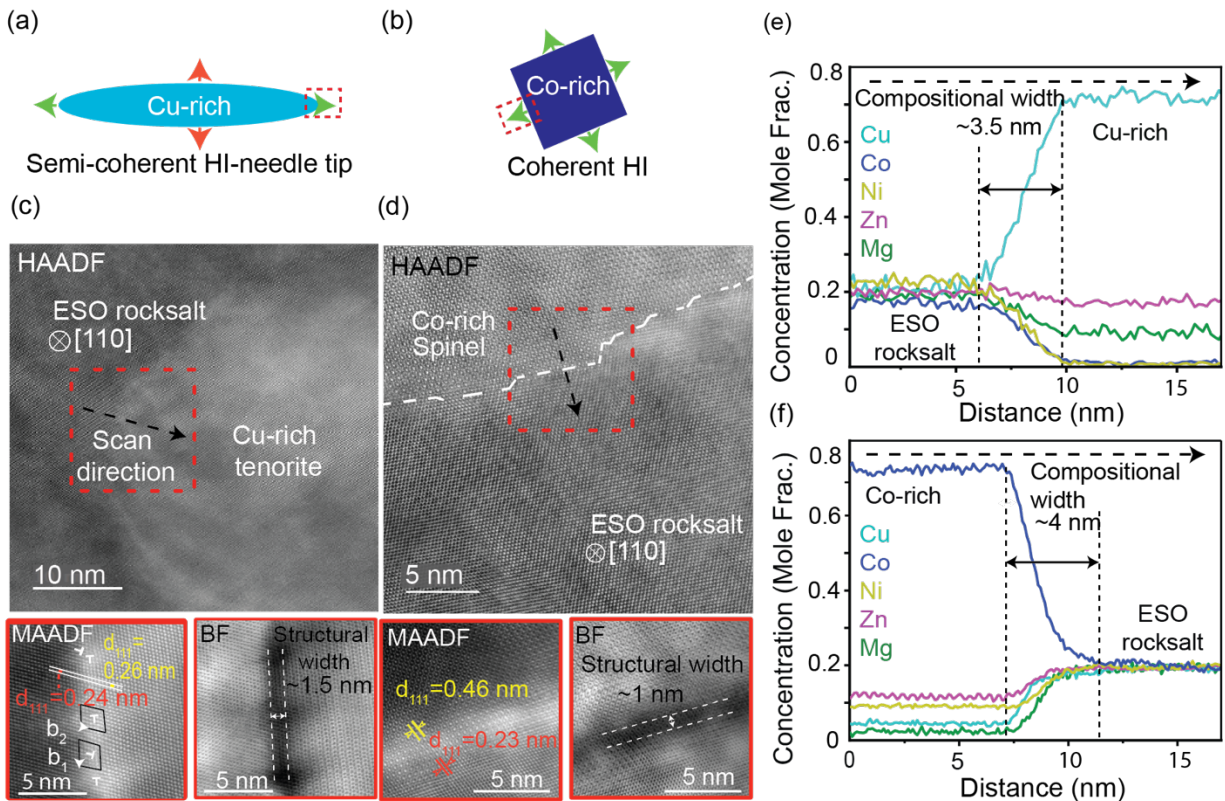 (a)
Cu-rich
Semi-coherent HI-needle tip
(b)
Co-rich
Coherent HI
(c)
HAADF
ESO rocksalt
⊗[110]
Scan
direction
Cu-rich
tenorite
10 nm
MAADF
d₁₁₁=
0.26 nm
d₁₁₁=0.24 nm
b₂
b₁
5 nm
BF
Structural
width
~1.5 nm
5 nm
(d)
HAADF
Co-rich
Spinel
ESO rocksalt
⊗[110]
5 nm
MAADF
d₁₁₁=0.46
d₁₁₁=0.23 nm
5 nm
BF
Structural width
~1 nm
5 nm
(e)
Concentration (Mole Frac.)
0.8
0.6
0.4
0.2
0
Compositional width
~3.5 nm
Cu-rich
Cu
Co
Ni
Zn
Mg
ESO
rocksalt
0 5 10 15
Distance (nm)
(f)
Concentration (Mole Frac.)
0.8
0.6
0.4
0.2
0
Co-rich
Compositional
width
~4 nm
Cu
Co
Ni
Zn
Mg
ESO
rocksalt
0 5 10 15
Distance (nm)